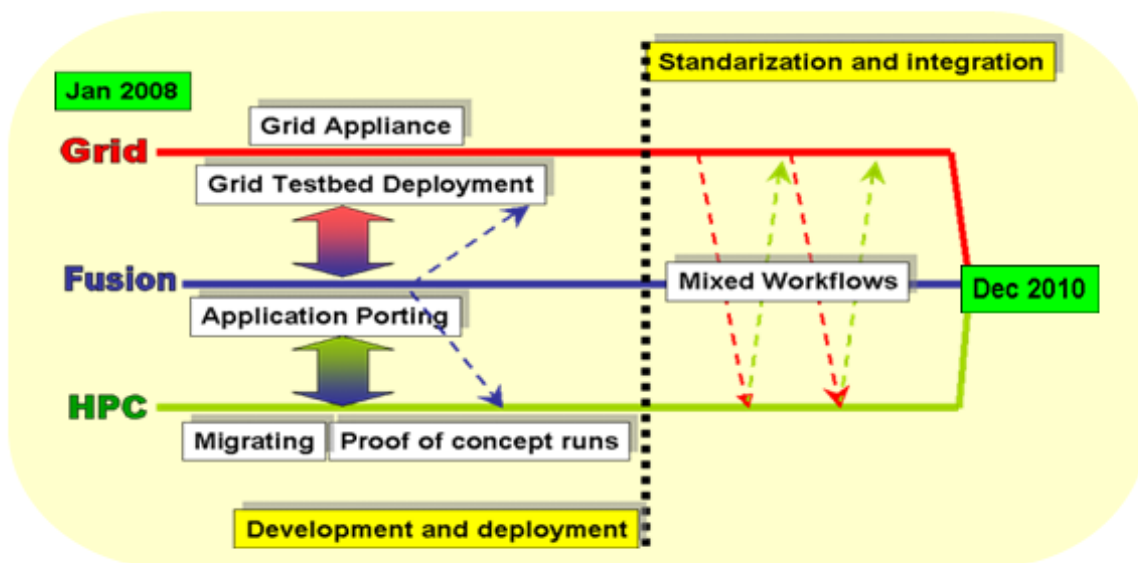 Standarization and integration
Jan 2008
Grid Appliance
Grid
Grid Testbed Deployment
Fusion
Mixed Workflows
Dec 2010
Application Porting
HPC
Migrating
Proof of concept runs
Development and deployment